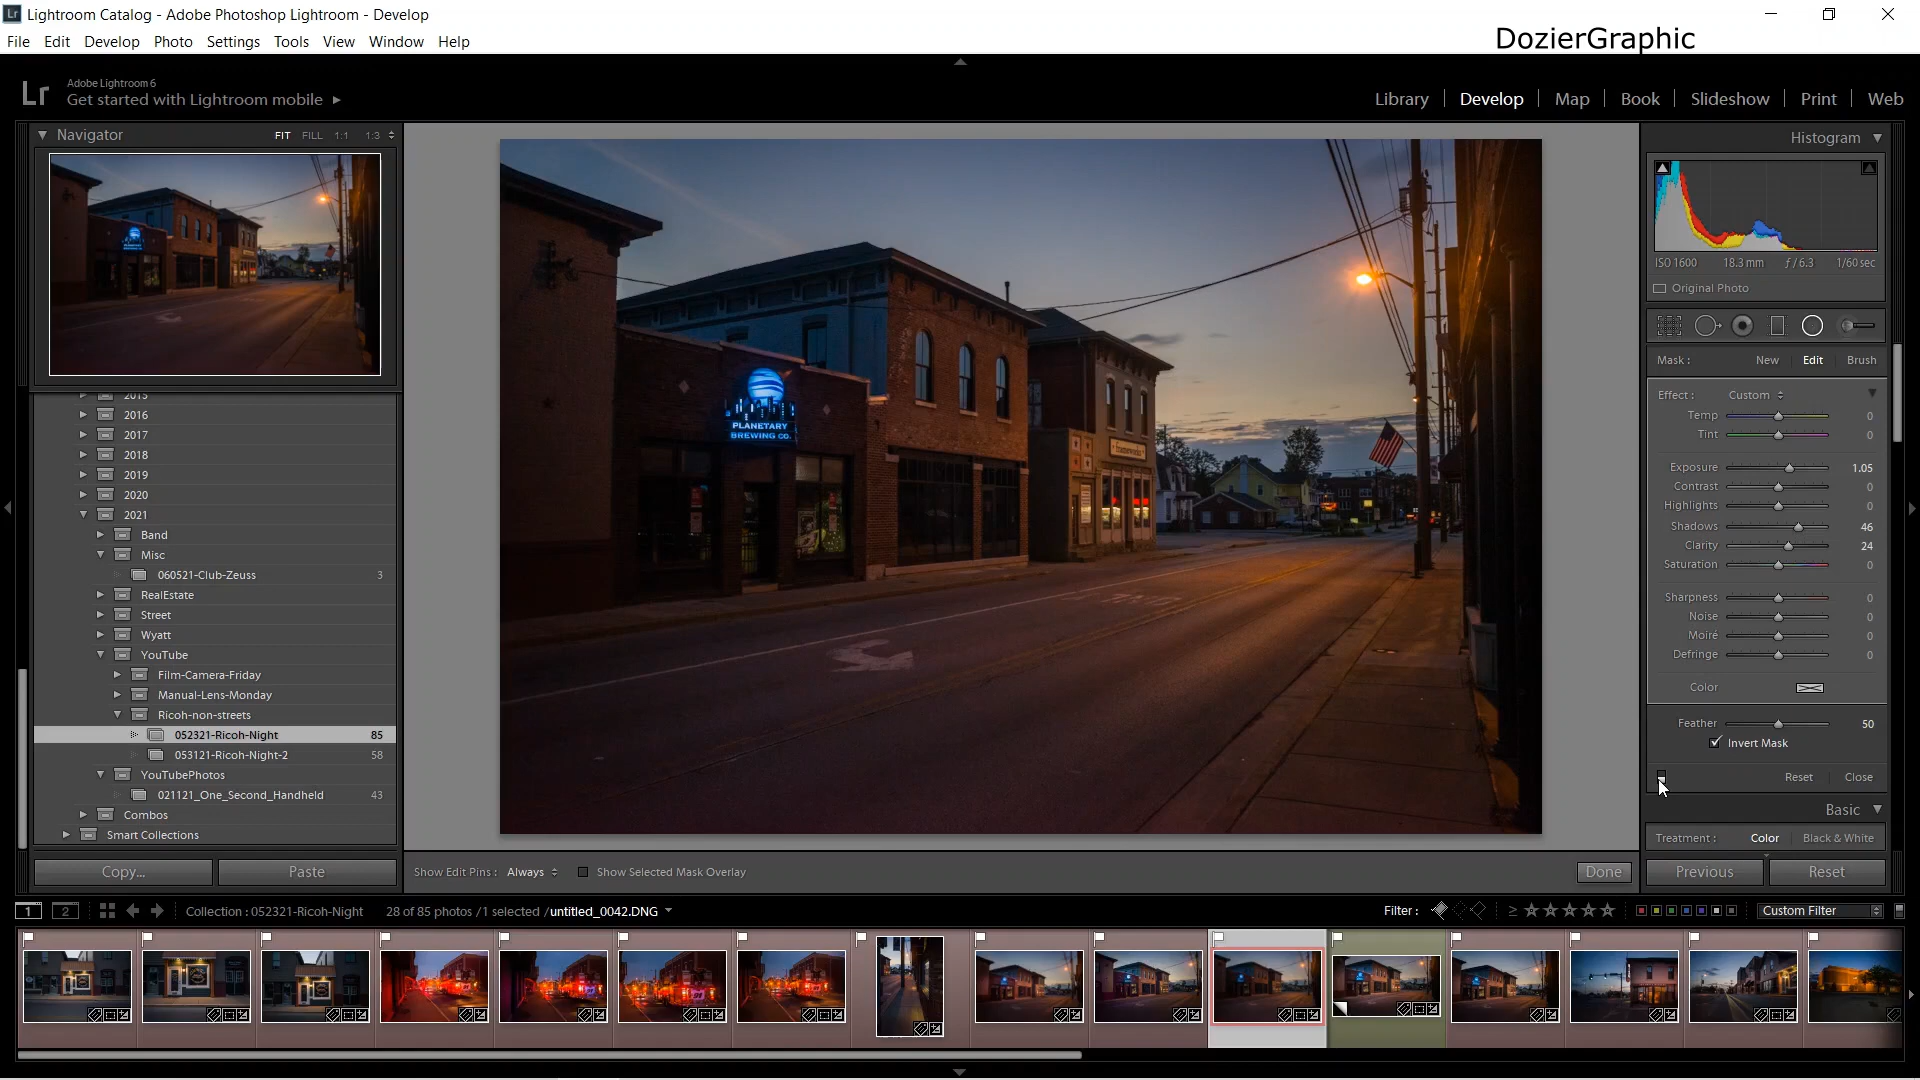 Lr Lightroom Catalog - Adobe Photoshop Lightroom - Develop
File Edit Develop Photo Settings Tools View Window Help
DozierGraphic
Lr
Adobe Lightroom 6
Get started with Lightroom mobile
Library Develop Map Book Slideshow Print Web
Navigator FIT FILL 1:1 1:3
2015
2016
2017
2018
2019
2020
2021
Band
Misc
060521-Club-Zeuss 3
RealEstate
Street
Wyatt
YouTube
Film-Camera-Friday
Manual-Lens-Monday
Ricoh-non-streets
052321-Ricoh-Night 85
053121-Ricoh-Night-2 58
YouTubePhotos
021121_One_Second_Handheld 43
Combos
Smart Collections
Copy... Paste
PLANETARY
BREWING CO.
frameworks
Show Edit Pins : Always Show Selected Mask Overlay Done
Histogram
ISO 1600 18.3 mm ƒ / 6.3 1/60 sec
Original Photo
Mask : New Edit Brush
Effect : Custom
Temp 0
Tint 0
Exposure 1.05
Contrast 0
Highlights 0
Shadows 46
Clarity 24
Saturation 0
Sharpness 0
Noise 0
Moiré 0
Defringe 0
Color
Feather 50
Invert Mask
Reset Close
Basic
Treatment : Color Black & White
Previous Reset
1 2 Collection : 052321-Ricoh-Night 28 of 85 photos /1 selected /untitled_0042.DNG Filter : ≥ Custom Filter